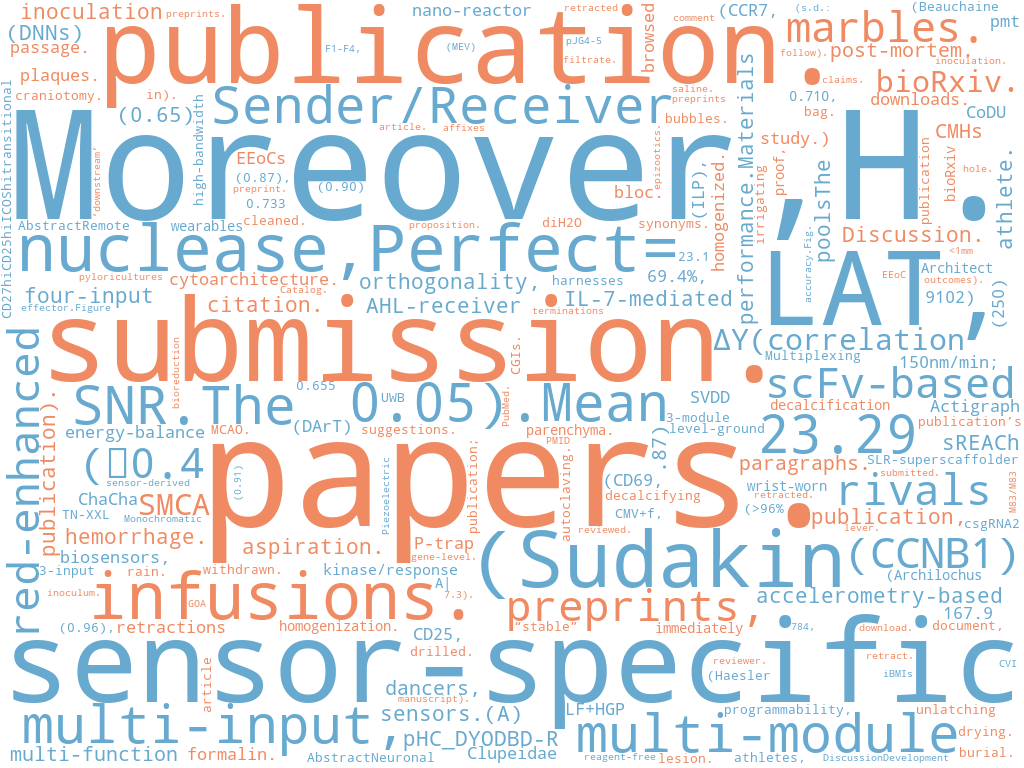 inoculation
preprints.
nano-reactor
retracted
comment
(CCR7,
(s.d.:
(Beauchaine
(DNNs)
publication.
browsed
marbles.
pmt
passage.
F1-F4,
(MEV)
pJG4-5
filtrate.
follow).
post-mortem.
inoculation.
plaques.
claims.
bioRxiv.
craniotomy.
in).
saline.
preprints
0.710,
downloads.
(0.65)
Sender/Receiver
bubbles.
bag.
CoDU
high-bandwidth
article.
affixes
epizootics.
performance.Materials
study.)
CMHs
Moreover
,H.
EEoCs
(0.87),
preprint.
(0.90)
0.733
cleaned.
bloc.
(ILP),
homogenized.
irrigating
proof,
poolsThe
publication
bioRxiv
hole.
athlete.
'downstream'
CD27hiCD25hiICOShitransitional
AbstractRemote
wearables
proposition.
diH2O
synonyms.
Discussion.
nuclease,Perfect=
23.1
<1mm
pyloricultures
cytoarchitecture.
Catalog.
orthogonality,
harnesses
69.4%,
accuracy.Fig.
LAT,
EEoC
Architect
outcomes).
four-input
effector.Figure
citation.
AHL-receiver
IL-7-mediated
terminations
9102)
(250)
submission.
CGIs.
ΔY(correlation
Multiplexing
150nm/min;
red-enhanced
bioreduction
SNR.The
0.655
UWB
0.05).Mean
PubMed.
SVDD
scFv-based
decalcification
Actigraph
publication).
energy-balance
MCAO.
(DArT)
suggestions.
parenchyma.
3-module
level-ground
23.29
publication's
PMID
sREACh
(0.4
sensor-derived
(0.91)
papers.
.87)
paragraphs.
SLR-superscaffolder
submitted.
ChaCha
SMCA
Piezoelectric
publication;
autoclaving.
(CD69,
decalcifying
wrist-worn
retracted.
rivals
M83/M83
TN-XXL
Monochromatic
CMV+f,
(>96%
publication,
csgRNA2
hemorrhage.
reviewed.
lever.
biosensors,
aspiration.
P-trap
gene-level.
(Sudakin
(CCNB1)
3-input
rain.
withdrawn.
kinase/response
A|
(Archilochus
inoculum.
infusions.
GOA
7.3).
preprints,
accelerometry-based
167.9
(0.96),
retractions
homogenization.
CD25,
"stable"
immediately
784,
download.
document,
drilled.
sensor-specific
article
reviewer.
(Haesler
retract.
iBMIs
CVI
dancers,
manuscript).
multi-input,
sensors.(A)
LF+HGP
programmability,
unlatching
pHC_DYODBD-R
multi-module
drying.
multi-function
formalin.
AbstractNeuronal
Clupeidae
reagent-free
lesion.
athletes,
DiscussionDevelopment
burial.